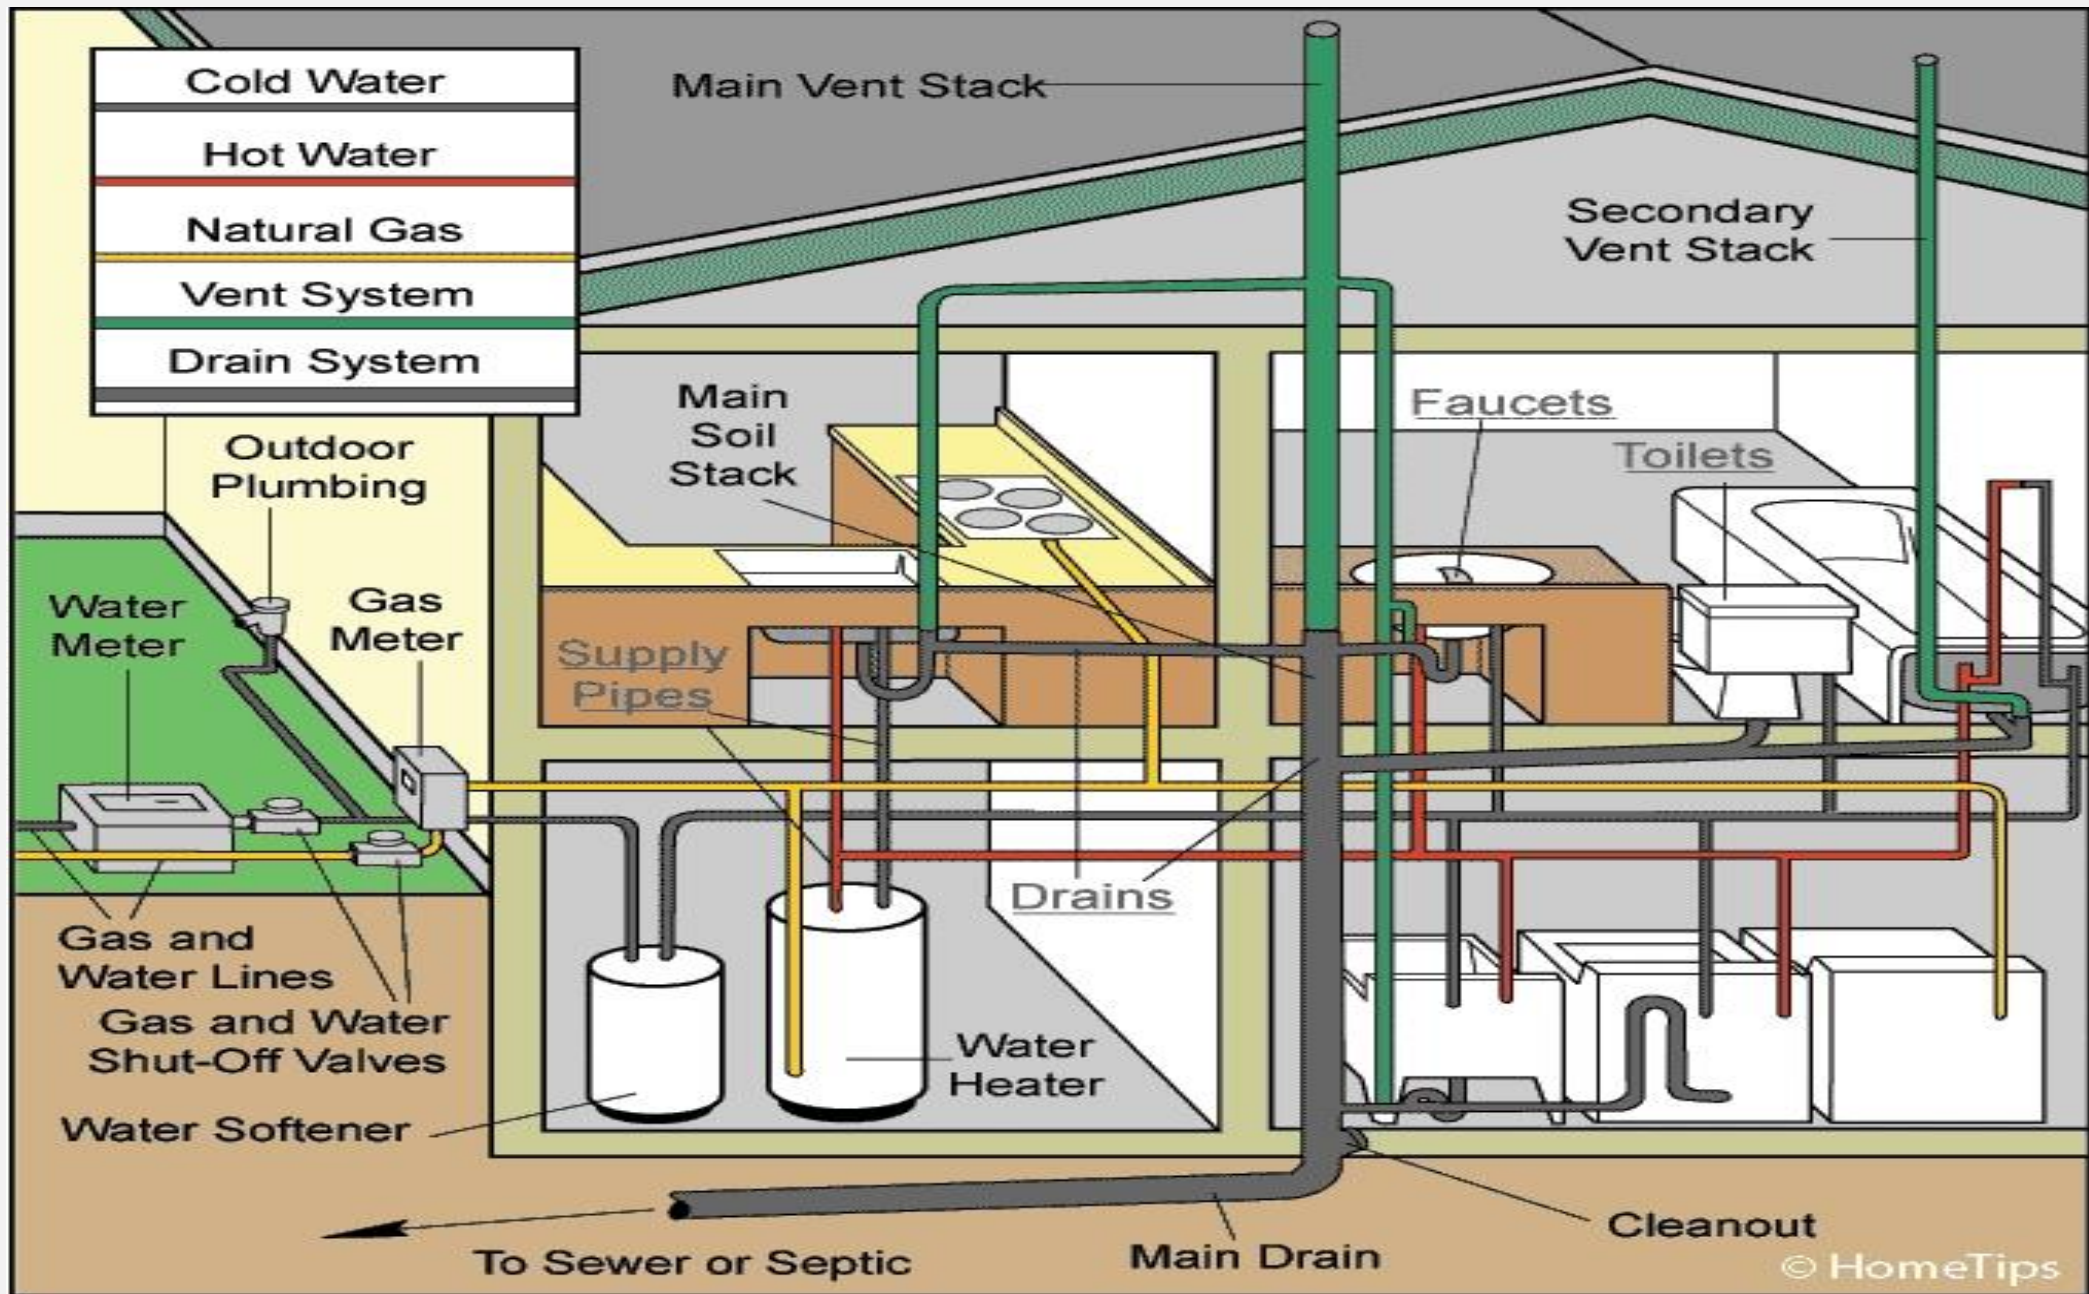 Cold Water
Hot Water
Natural Gas
Vent System
Drain System
Main Vent Stack
Secondary
Vent Stack
Main
Soil
Stack
Faucets
Toilets
Outdoor
Plumbing
Water
Meter
Gas
Meter
Supply
Pipes
Drains
Gas and
Water Lines
Gas and Water
Shut-Off Valves
Water Softener
Water
Heater
Cleanout
Main Drain
To Sewer or Septic
© HomeTips